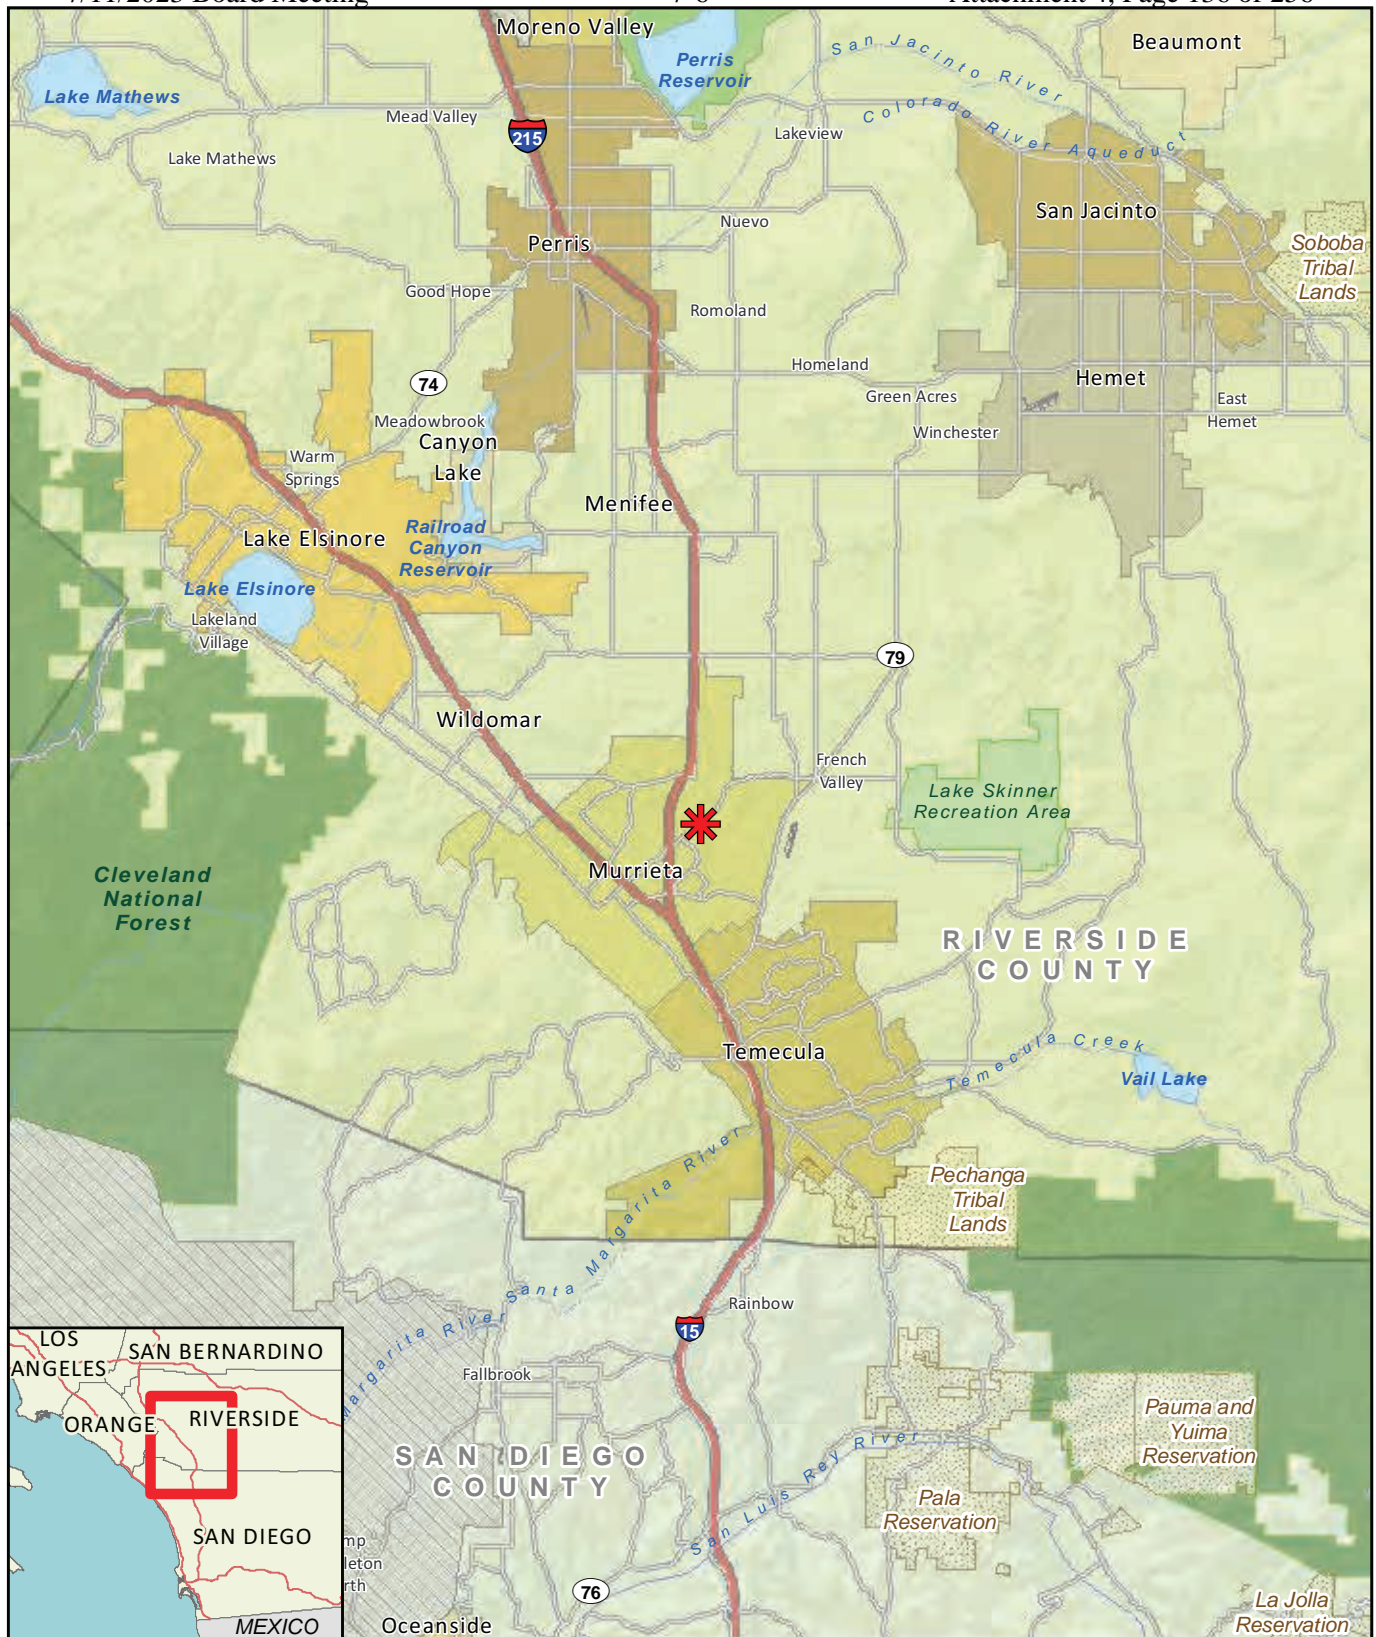 Moreno Valley
Beaumont
Perris
Reservoir
San Jacinto River
Lake Mathews
Mead Valley
Colorado River Aqueduct
Lakeview
215
Lake Mathews
San Jacinto
Nuevo
Perris
Soboba
Tribal
Lands
Good Hope
Romoland
Homeland
74
Hemet
Green Acres
East
Hemet
Meadowbrook
Canyon
Lake
Winchester
Warm
Springs
Menifee
Railroad
Canyon
Reservoir
Lake Elsinore
Lake Elsinore
Lakeland
Village
79
Wildomar
French
Valley
Lake Skinner
Recreation Area
Cleveland
National
Forest
Murrieta
RIVERSIDE
COUNTY
Temecula
Temecula Creek
Vail Lake
Santa Margarita River
Pechanga
Tribal
Lands
Rainbow
15
Margarita River
Fallbrook
SAN DIEGO
COUNTY
San Luis Rey River
Pauma and
Yuima
Reservation
Pala
Reservation
76
La Jolla
Reservation
Oceanside
LOS
ANGELES
SAN BERNARDINO
ORANGE
RIVERSIDE
SAN DIEGO
MEXICO